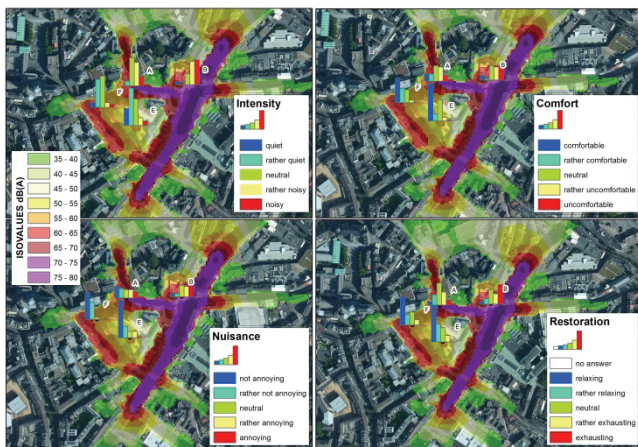 A
B
F
E
Intensity
quiet
rather quiet
neutral
rather noisy
noisy
A
B
F
E
Comfort
comfortable
rather comfortable
neutral
rather uncomfortable
uncomfortable
ISOVALUES dB(A)
35 - 40
40 - 45
45 - 50
50 - 55
55 - 60
60 - 65
65 - 70
70 - 75
75 - 80
A
B
F
E
Nuisance
not annoying
rather not annoying
neutral
rather annoying
annoying
A
B
F
E
Restoration
no answer
relaxing
rather relaxing
neutral
rather exhausting
exhausting